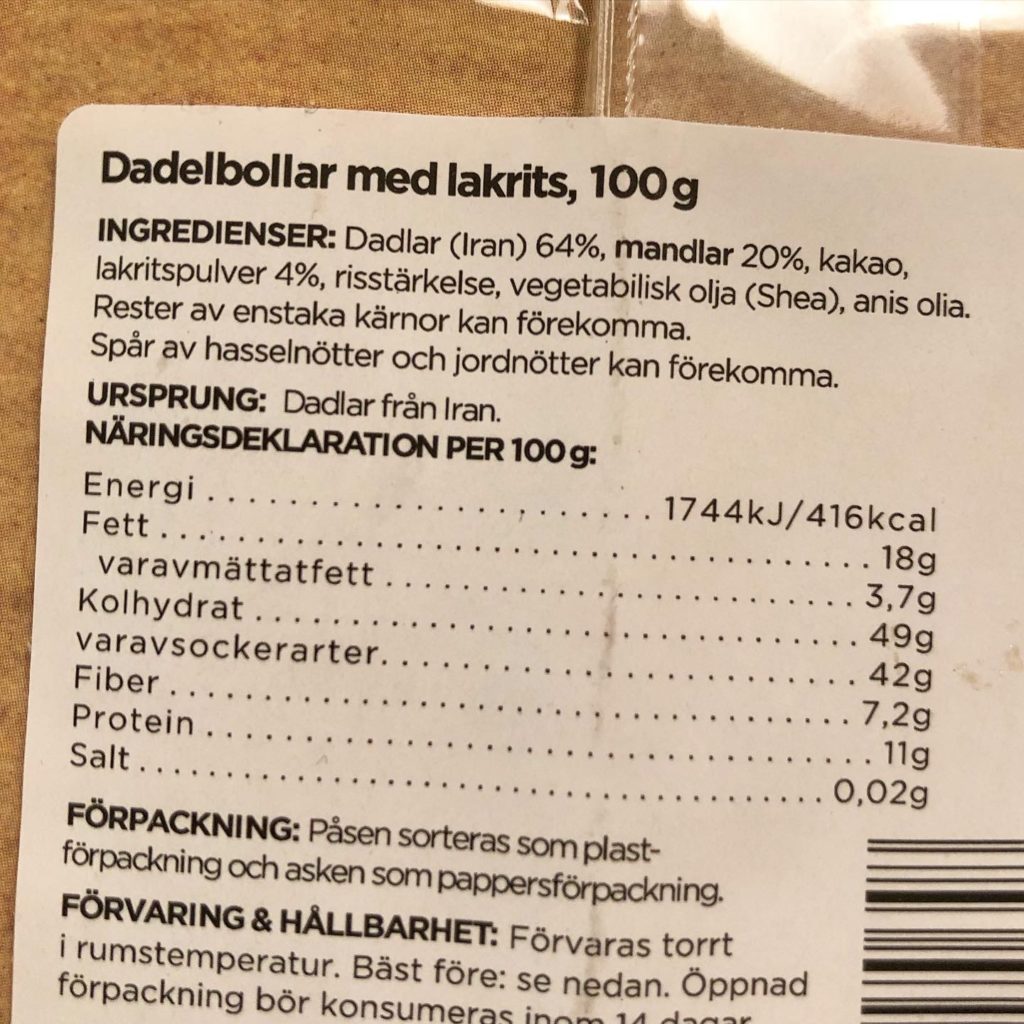 Dadelbollar med lakrits, 100 g
INGREDIENSER: Dadlar (Iran) 64%, mandlar 20%, kakao,
lakritspulver 4%, risstärkelse, vegetabilisk olja (Shea), anis olia.
Rester av enstaka kärnor kan förekomma.
Spår av hasselnötter och jordnötter kan förekomma.
URSPRUNG: Dadlar från Iran.
NÄRINGSDEKLARATION PER 100 g:
Energi . . . . . . . . . . . . . . . . . . . . . . . 1744kJ/416kcal
Fett . . . . . . . . . . . . . . . . . . . . . . . . . . . . . . . . . . . . 18g
varavmättatfett . . . . . . . . . . . . . . . . . . . . . . . . 3,7g
Kolhydrat . . . . . . . . . . . . . . . . . . . . . . . . . . . . . . . 49g
varavsockerarter. . . . . . . . . . . . . . . . . . . . . . . . . 42g
Fiber . . . . . . . . . . . . . . . . . . . . . . . . . . . . . . . . . . . 7,2g
Protein . . . . . . . . . . . . . . . . . . . . . . . . . . . . . . . . . . 11g
Salt . . . . . . . . . . . . . . . . . . . . . . . . . . . . . . . . . . . 0,02g
FÖRPACKNING: Påsen sorteras som plast-
förpackning och asken som pappersförpackning.
FÖRVARING & HÅLLBARHET: Förvaras torrt
i rumstemperatur. Bäst före: se nedan. Öppnad
förpackning bör konsumeras inom 14 dagar